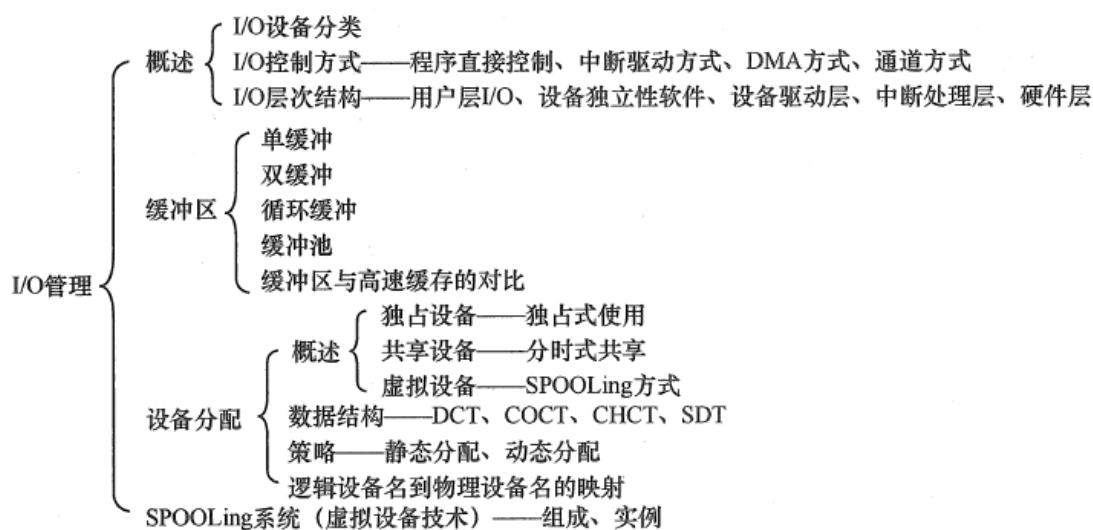 I/O管理
概述
I/O设备分类
I/O控制方式——程序直接控制、中断驱动方式、DMA方式、通道方式
I/O层次结构——用户层I/O、设备独立性软件、设备驱动层、中断处理层、硬件层
缓冲区
单缓冲
双缓冲
循环缓冲
缓冲池
缓冲区与高速缓存的对比
设备分配
概述
独占设备——独占式使用
共享设备——分时式共享
虚拟设备——SPOOLing方式
数据结构——DCT、COCT、CHCT、SDT
策略——静态分配、动态分配
逻辑设备名到物理设备名的映射
SPOOLing系统（虚拟设备技术）——组成、实例